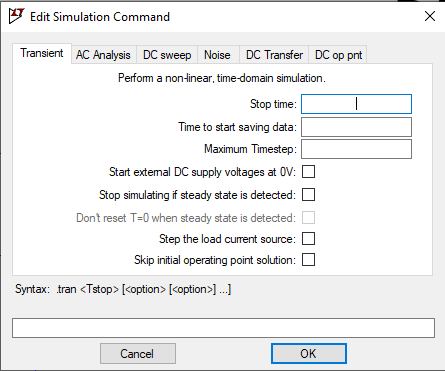 Edit Simulation Command
Transient AC Analysis DC sweep Noise DC Transfer DC op pnt
Perform a non-linear, time-domain simulation.
Stop time:
Time to start saving data:
Maximum Timestep:
Start external DC supply voltages at 0V:
Stop simulating if steady state is detected:
Don't reset T=0 when steady state is detected:
Step the load current source:
Skip initial operating point solution:
Syntax: .tran <Tstop> [<option> [<option>] ...]
Cancel OK